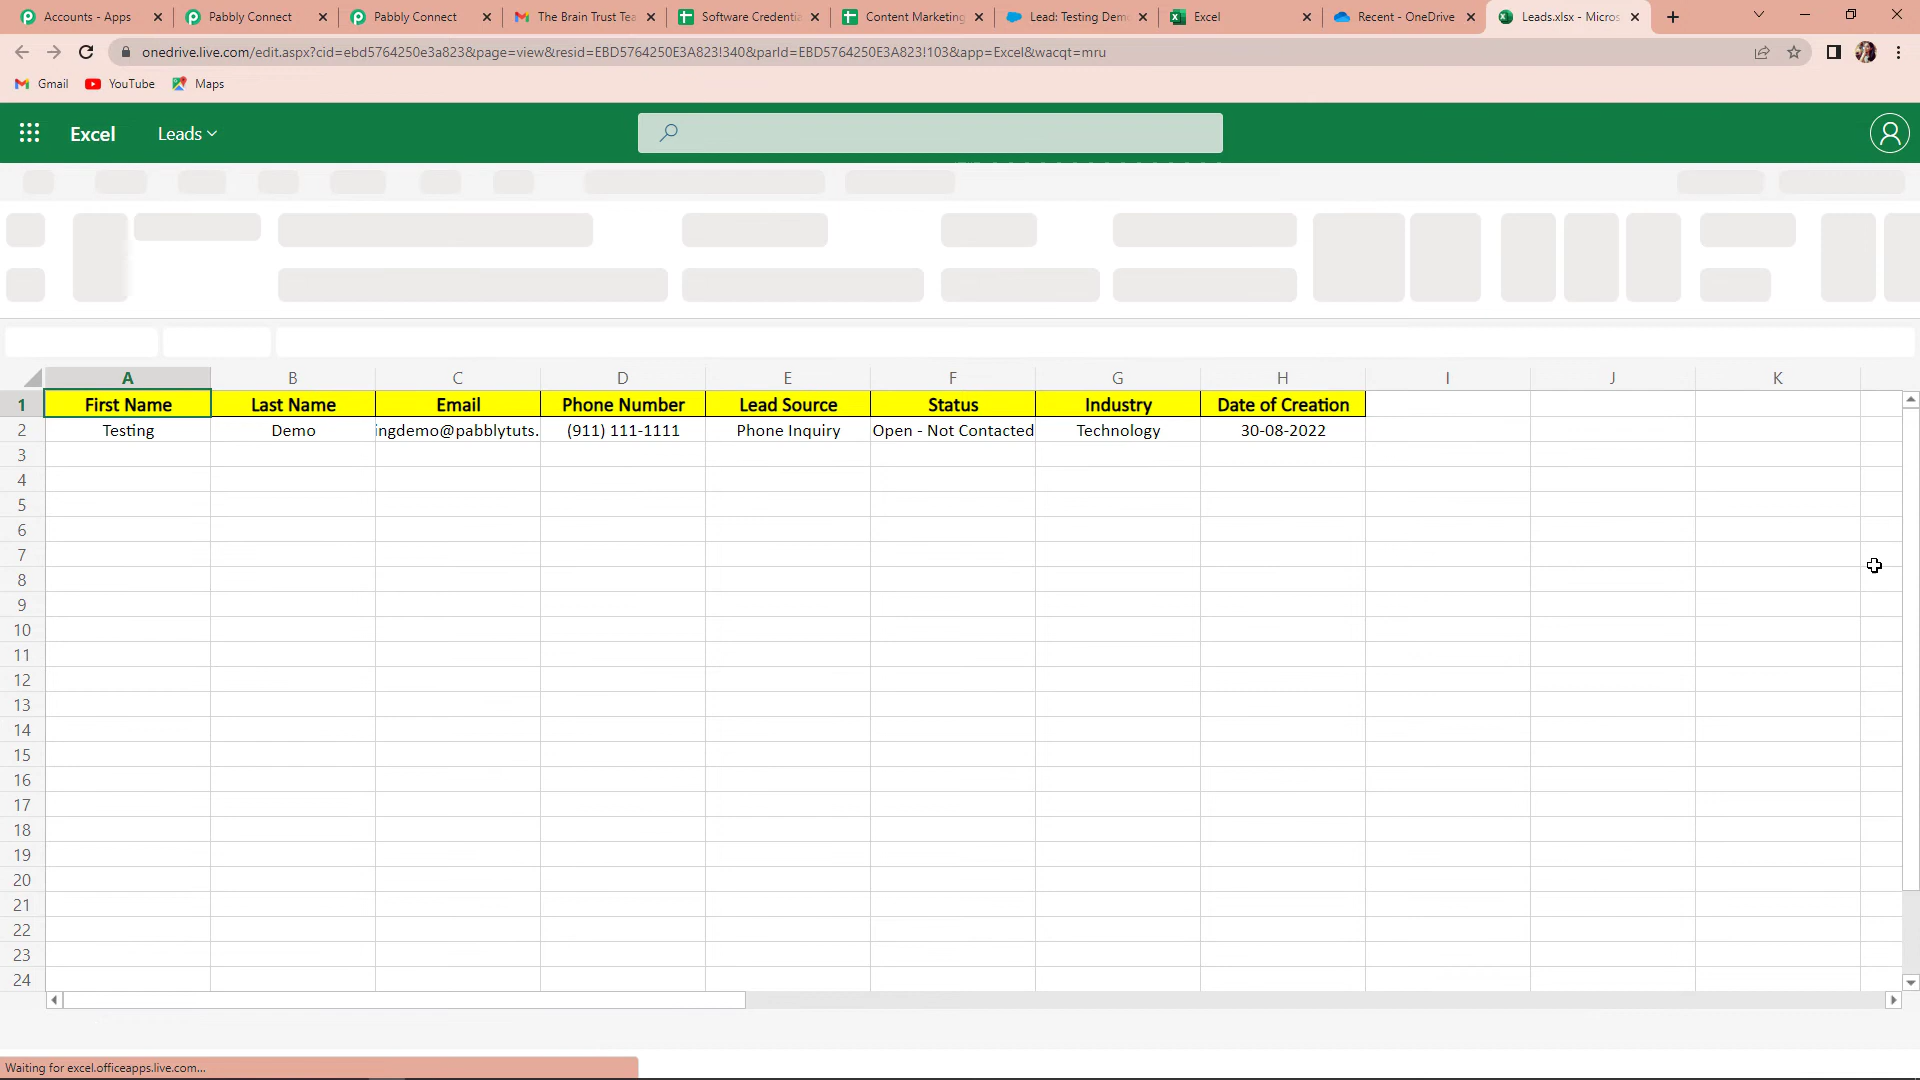 Accounts - Apps
Pabbly Connect
Pabbly Connect
The Brain Trust Tea
Software Credentia
Content Marketing
Lead: Testing Demo
Excel
Recent - OneDrive
Leads.xlsx - Micros
onedrive.live.com/edit.aspx?cid=ebd5764250e3a823&page=view&resid=EBD5764250E3A823!340&parId=EBD5764250E3A823!103&app=Excel&wacqt=mru
Gmail
YouTube
Maps
Excel
Leads
A B C D E F G H I J K
1 First Name Last Name Email Phone Number Lead Source Status Industry Date of Creation
2 Testing Demo ingdemo@pabblytuts. (911) 111-1111 Phone Inquiry Open - Not Contacted Technology 30-08-2022
3
4
5
6
7
8
9
10
11
12
13
14
15
16
17
18
19
20
21
22
23
24
Waiting for excel.officeapps.live.com...